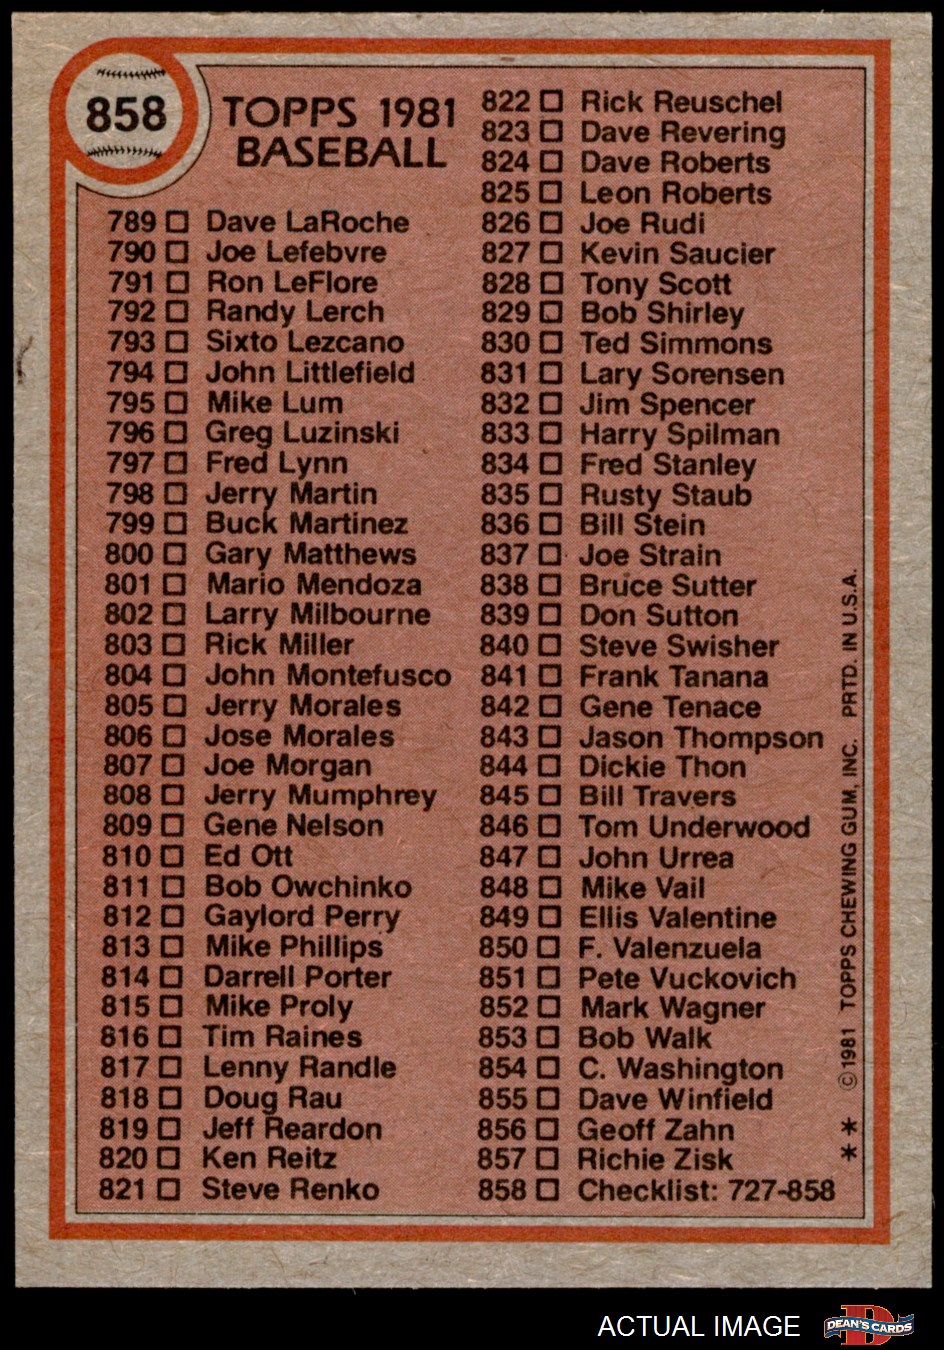 858
TOPPS 1981
BASEBALL
789 □ Dave LaRoche
790 □ Joe Lefebvre
791 □ Ron LeFlore
792 □ Randy Lerch
793 □ Sixto Lezcano
794 □ John Littlefield
795 □ Mike Lum
796 □ Greg Luzinski
797 □ Fred Lynn
798 □ Jerry Martin
799 □ Buck Martinez
800 □ Gary Matthews
801 □ Mario Mendoza
802 □ Larry Milbourne
803 □ Rick Miller
804 □ John Montefusco
805 □ Jerry Morales
806 □ Jose Morales
807 □ Joe Morgan
808 □ Jerry Mumphrey
809 □ Gene Nelson
810 □ Ed Ott
811 □ Bob Owchinko
812 □ Gaylord Perry
813 □ Mike Phillips
814 □ Darrell Porter
815 □ Mike Proly
816 □ Tim Raines
817 □ Lenny Randle
818 □ Doug Rau
819 □ Jeff Reardon
820 □ Ken Reitz
821 □ Steve Renko
822 □ Rick Reuschel
823 □ Dave Revering
824 □ Dave Roberts
825 □ Leon Roberts
826 □ Joe Rudi
827 □ Kevin Saucier
828 □ Tony Scott
829 □ Bob Shirley
830 □ Ted Simmons
831 □ Lary Sorensen
832 □ Jim Spencer
833 □ Harry Spilman
834 □ Fred Stanley
835 □ Rusty Staub
836 □ Bill Stein
837 □ Joe Strain
838 □ Bruce Sutter
839 □ Don Sutton
840 □ Steve Swisher
841 □ Frank Tanana
842 □ Gene Tenace
843 □ Jason Thompson
844 □ Dickie Thon
845 □ Bill Travers
846 □ Tom Underwood
847 □ John Urrea
848 □ Mike Vail
849 □ Ellis Valentine
850 □ F. Valenzuela
851 □ Pete Vuckovich
852 □ Mark Wagner
853 □ Bob Walk
854 □ C. Washington
855 □ Dave Winfield
856 □ Geoff Zahn
857 □ Richie Zisk
858 □ Checklist: 727-858
** ©1981 TOPPS CHEWING GUM, INC. PRTD. IN U.S.A.
ACTUAL IMAGE
D
DEAN'S CARDS